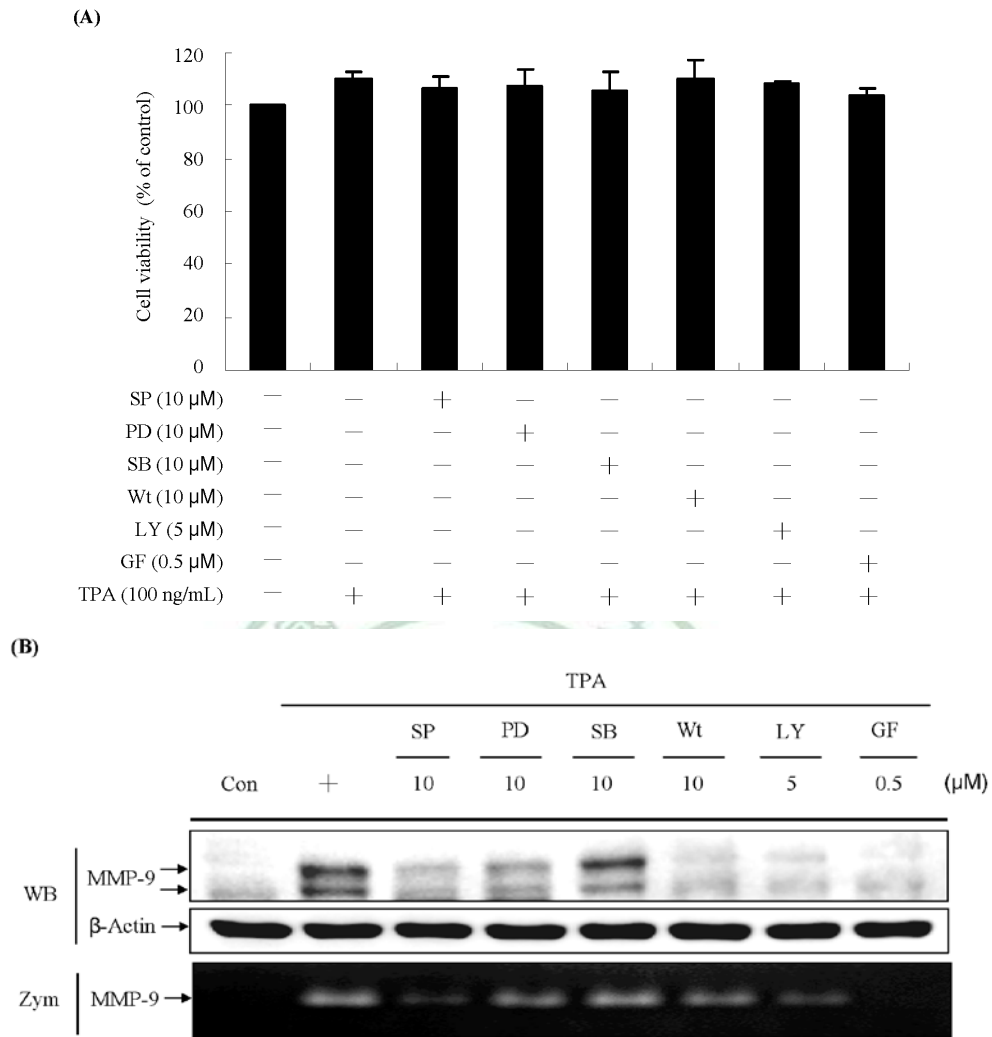 (A)
Cell viability (% of control)
120
100
80
60
40
20
0
SP (10 µM) — — + — — — — —
PD (10 µM) — — — + — — — —
SB (10 µM) — — — — + — — —
Wt (10 µM) — — — — — + — —
LY (5 µM) — — — — — — + —
GF (0.5 µM) — — — — — — — +
TPA (100 ng/mL) — + + + + + + +
(B)
TPA
SP PD SB Wt LY GF
Con + 10 10 10 10 5 0.5 (µM)
WB
MMP-9
β-Actin
Zym MMP-9